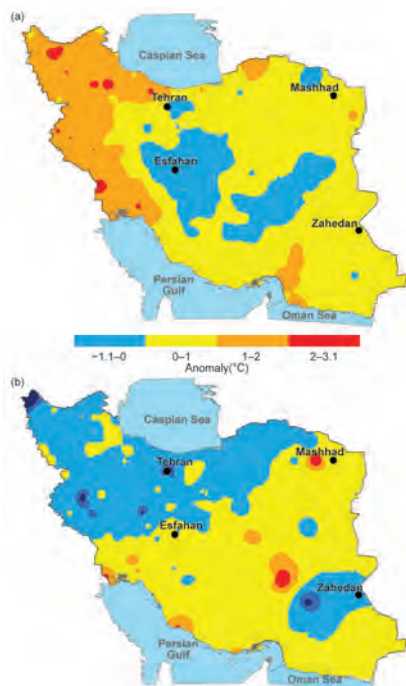 (a)
Caspian Sea
Tehran
Mashhad
Esfahan
Zahedan
Persian
Gulf
Oman Sea
−1.1–0
0–1
1–2
2–3.1
Anomaly(°C)
(b)
Caspian Sea
Tehran
Mashhad
Esfahan
Zahedan
Persian
Gulf
Oman Sea